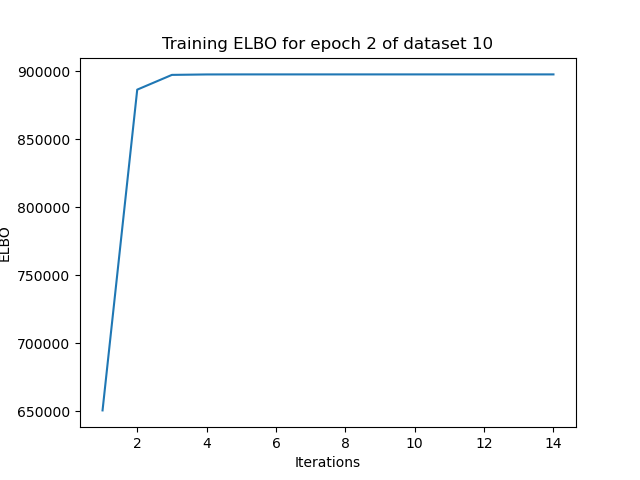 Training ELBO for epoch 2 of dataset 10
900000
850000
800000
750000
700000
650000
ELBO
2 4 6 8 10 12 14
Iterations